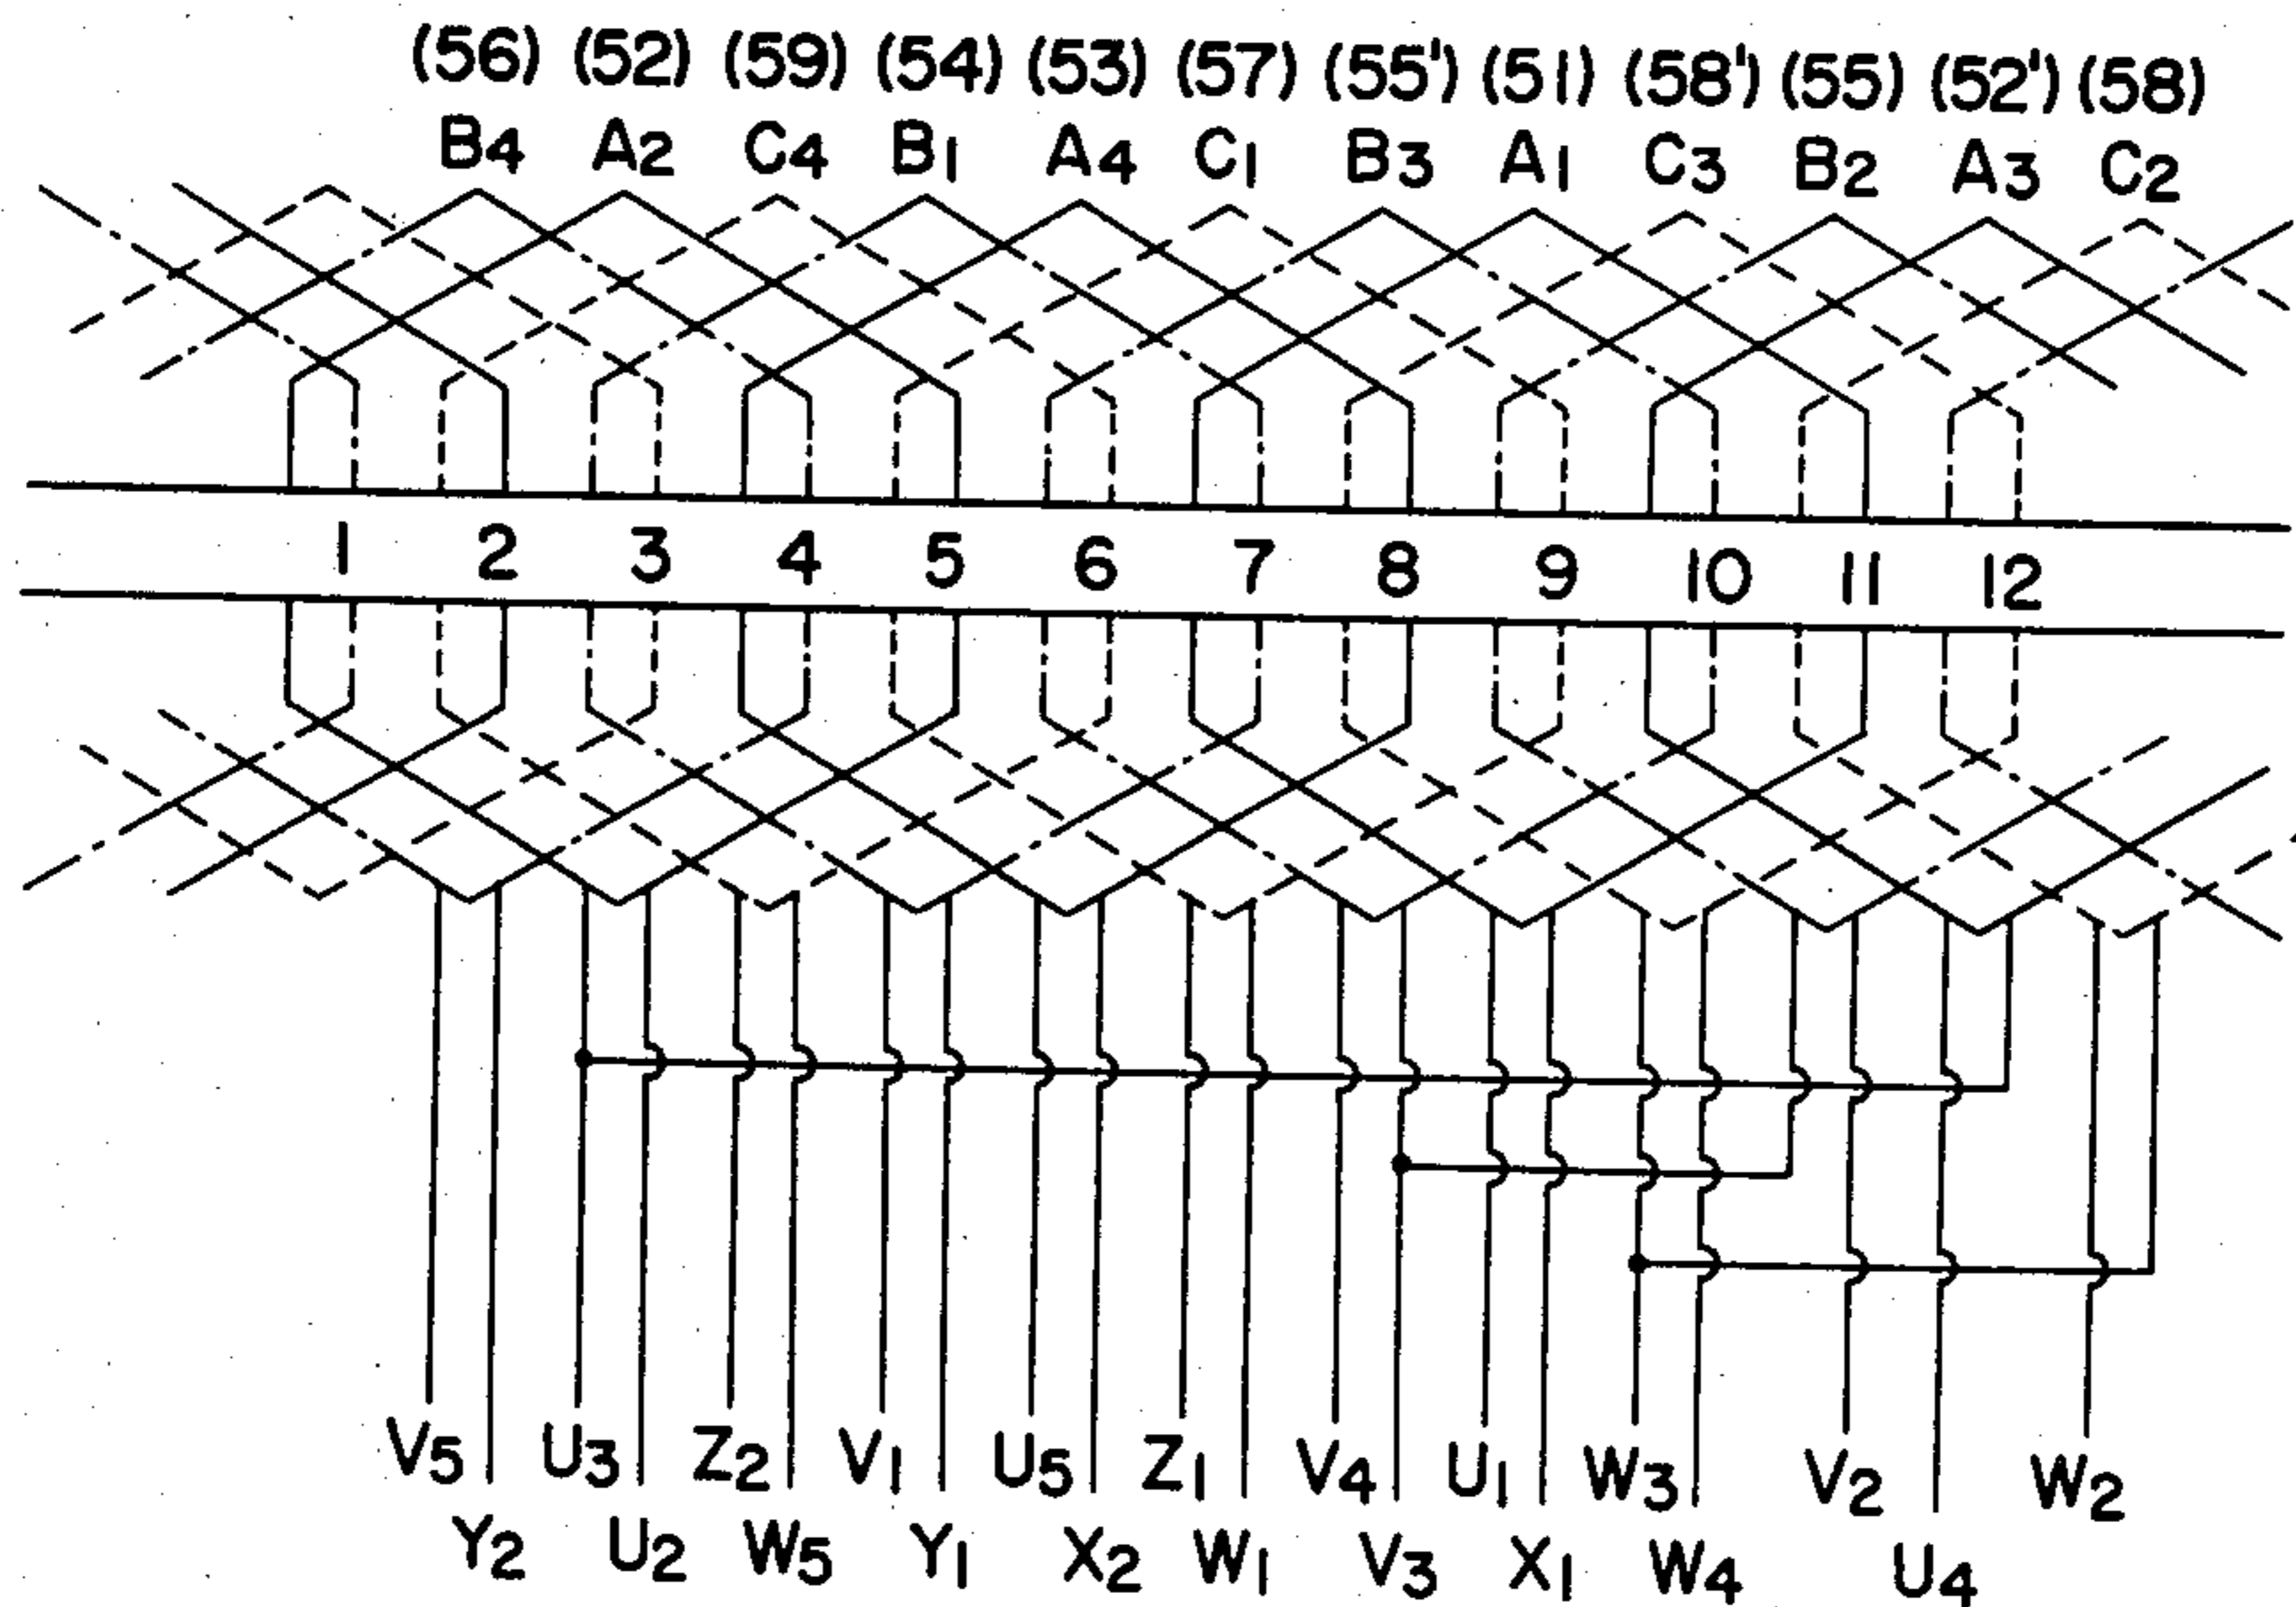 (56) (52) (59) (54) (53) (57) (55') (51) (58') (55) (52') (58)
B4 A2 C4 B1 A4 C1 B3 A1 C3 B2 A3 C2
1 2 3 4 5 6 7 8 9 10 11 12
V5 U3 Z2 V1 U5 Z1 V4 U1 W3 V2 W2
Y2 U2 W5 Y1 X2 W1 V3 X1 W4 U4